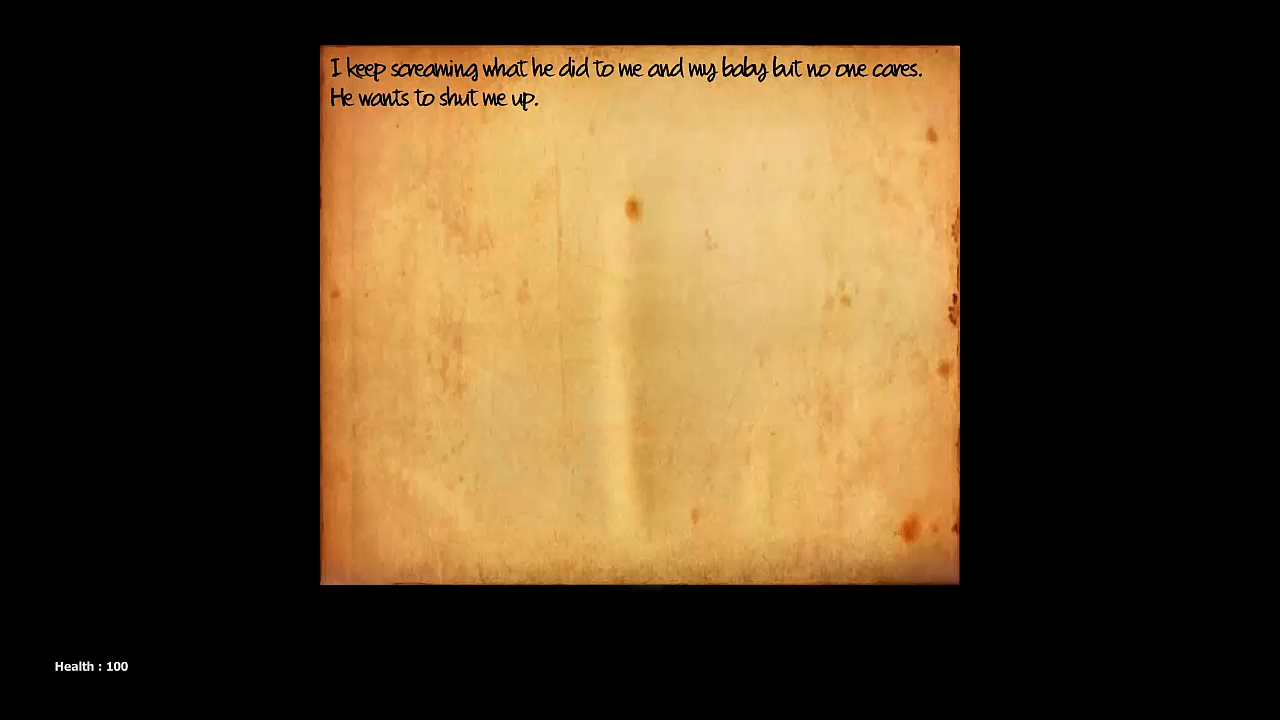 I keep screaming what he did to me and my baby but no one cares.
He wants to shut me up.
Health : 100